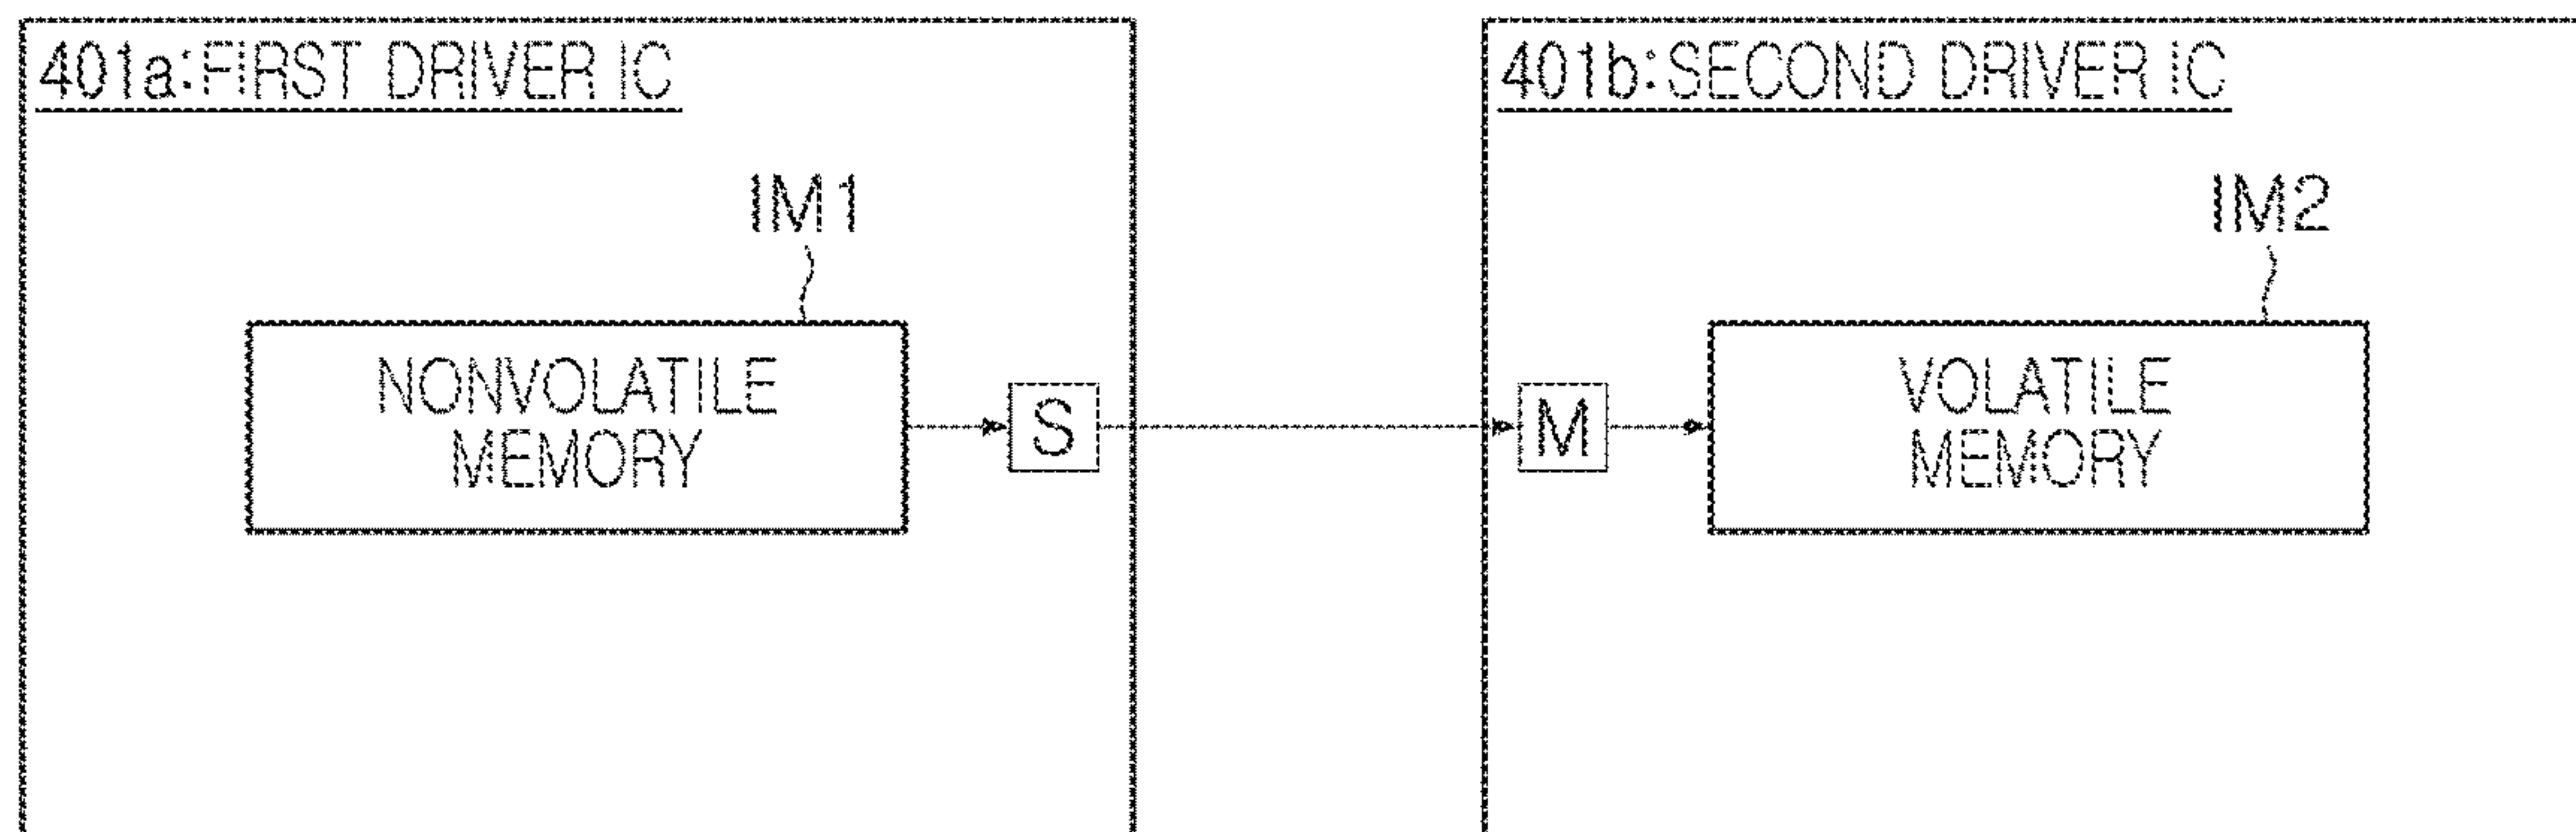 401a:FIRST DRIVER IC
401b:SECOND DRIVER IC
IM1
IM2
NONVOLATILE
MEMORY
S
M
VOLATILE
MEMORY